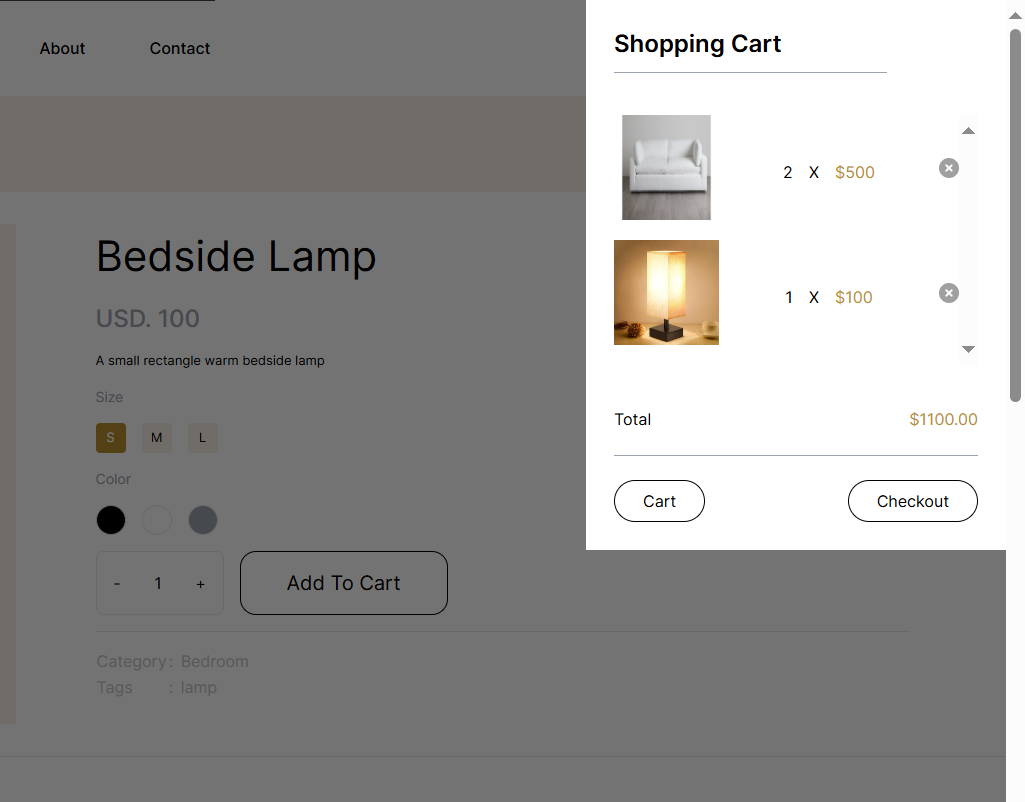 About Contact
Shopping Cart
2 X $500
1 X $100
Total $1100.00
Cart Checkout
Bedside Lamp
USD. 100
A small rectangle warm bedside lamp
Size
S M L
Color
- 1 + Add To Cart
Category : Bedroom
Tags : lamp